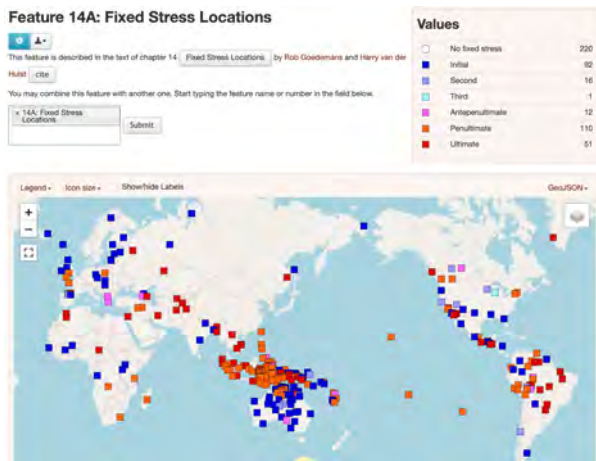 Feature 14A: Fixed Stress Locations
This feature is described in the text of chapter 14 Fixed Stress Locations by Rob Goedemans and Harry van der
Hulst cite
You may combine this feature with another one. Start typing the feature name or number in the field below.
× 14A: Fixed Stress
Locations
Submit
Values
No fixed stress 220
Initial 92
Second 16
Third 1
Antepenultimate 12
Penultimate 110
Ultimate 51
Legend Icon size Show/hide Labels GeoJSON
+
−